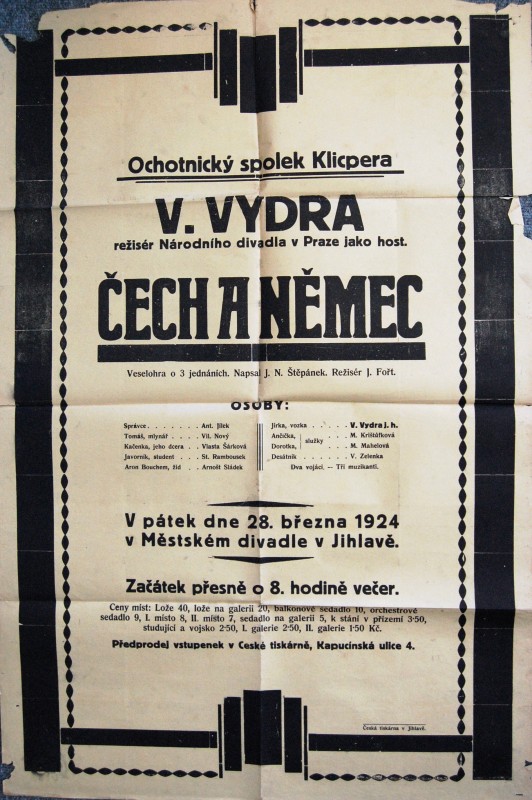 Ochotnický spolek Klicpera
V. VYDRA
režisér Národního divadla v Praze jako host.
ČECH A NĚMEC
Veselohra o 3 jednáních. Napsal J. N. Štěpánek. Režisér J. Fořt.
OSOBY:
Správce . . . . . . Ant. Jílek
Tomáš, mlynář . . . . Vil. Nový
Kačenka, jeho dcera . Vlasta Šárková
Javorník, student . . St. Rambousek
Aron Bouchem, žid . . Arnošt Sládek
Jirka, vozka . . . . . V. Vydra j. h.
Ančička, } služky . . . M. Krištůfková
Dorotka, } . . . M. Mahelová
Desátník . . . . . . V. Zelenka
Dva vojáci. — Tři muzikanti.
V pátek dne 28. března 1924
v Městském divadle v Jihlavě.
Začátek přesně o 8. hodině večer.
Ceny míst: Lože 40, lože na galerii 20, balkonové sedadlo 10, orchestrové
sedadlo 9, I. místo 8, II. místo 7, sedadlo na galerii 5, k stání v přízemí 3·50,
studující a vojsko 2·50, I. galerie 2·50, II. galerie 1·50 Kč.
Předprodej vstupenek v České tiskárně, Kapucínská ulice 4.
Česká tiskárna v Jihlavě.